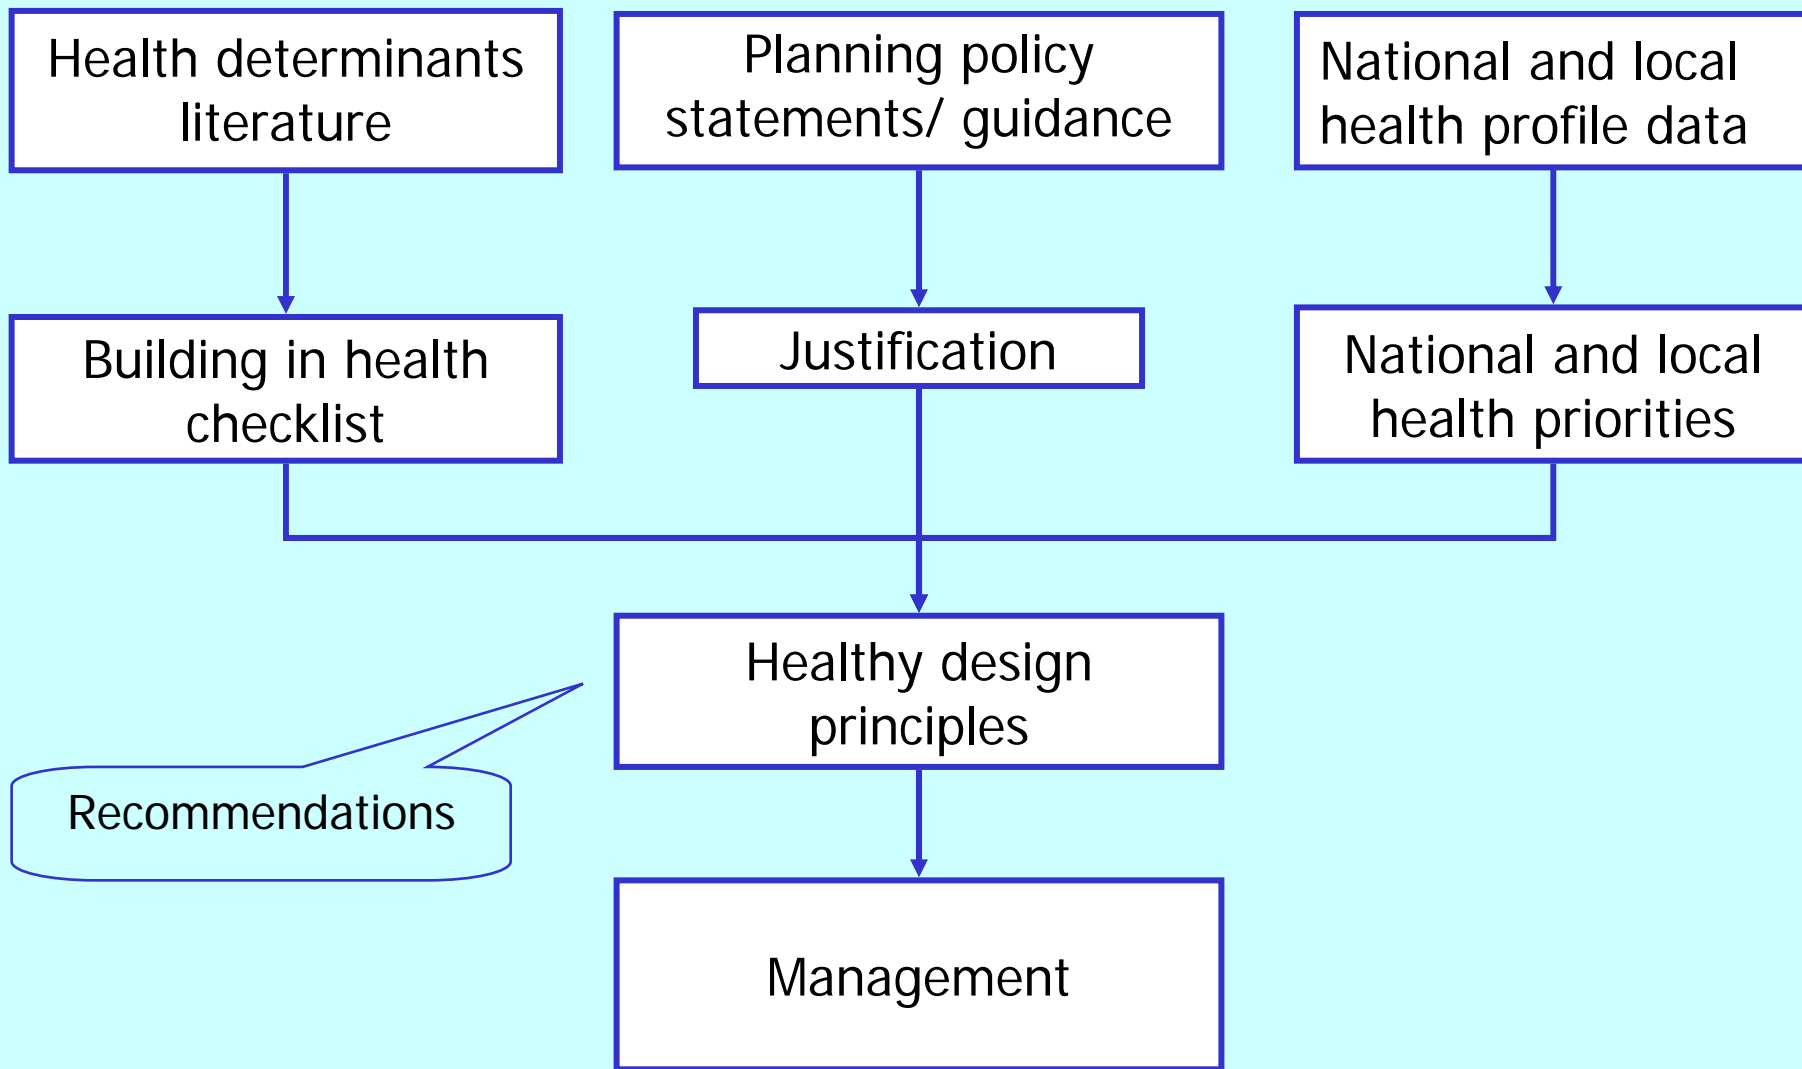 Health determinants
literature
Planning policy
statements/ guidance
National and local
health profile data
Building in health
checklist
Justification
National and local
health priorities
Healthy design
principles
Recommendations
Management